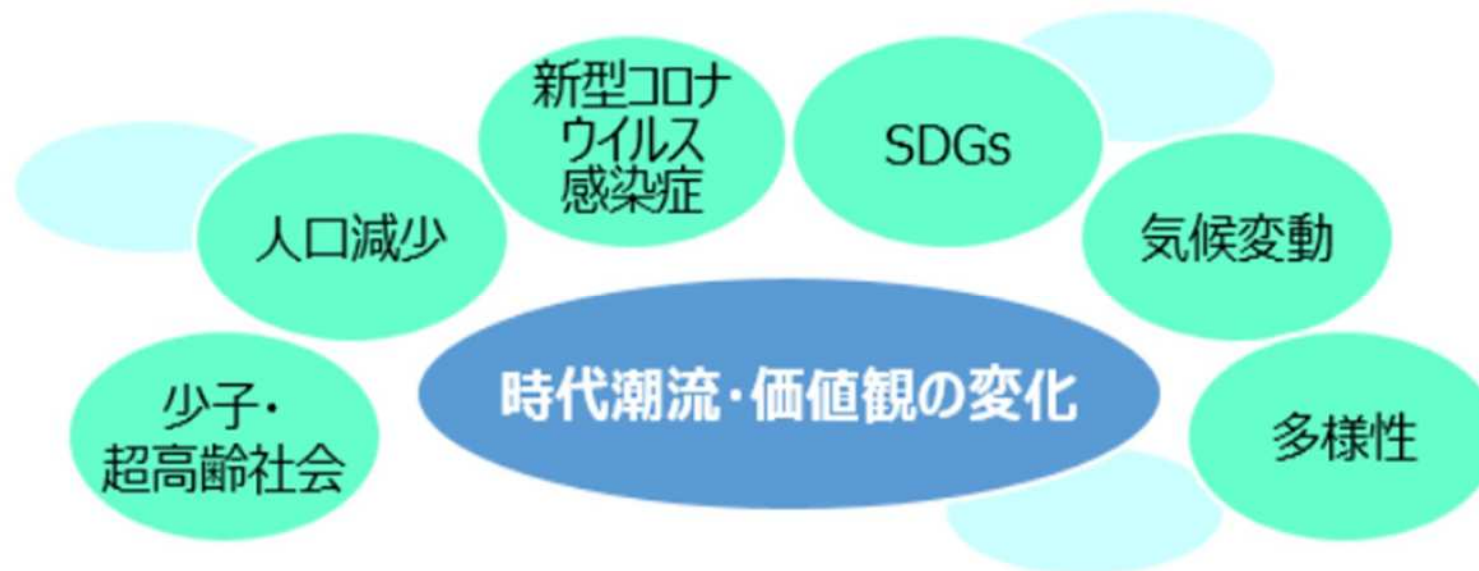 新型コロナ
ウイルス
感染症
SDGs
人口減少
気候変動
時代潮流・価値観の変化
少子・
超高齢社会
多様性